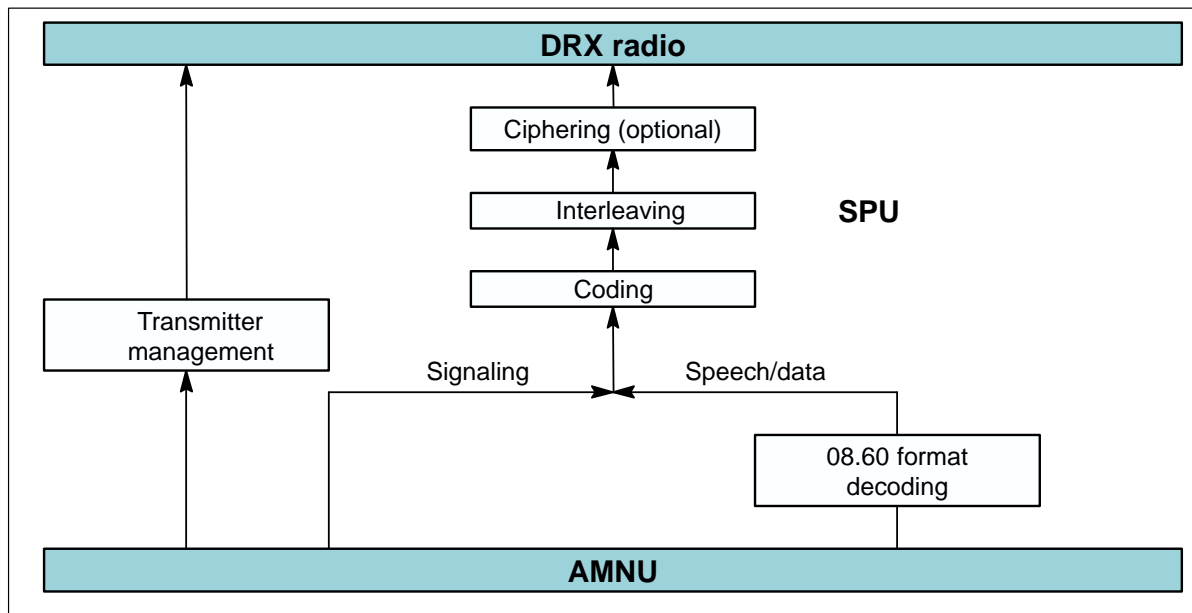 DRX radio
Ciphering (optional)
Interleaving
SPU
Coding
Transmitter
management
Signaling
Speech/data
08.60 format
decoding
AMNU